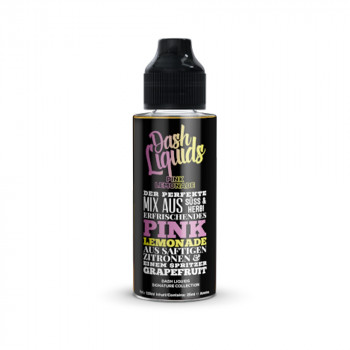 Dash
Liquids
PINK
LEMONADE
DER PERFEKTE
MIX AUS SÜSS & HERB!
ERFRISCHENDES
PINK
LEMONADE
AUS SAFTIGEN
ZITRONEN &
EINEM SPRITZER
GRAPEFRUIT
DASH LIQUIDS
SIGNATURE COLLECTION